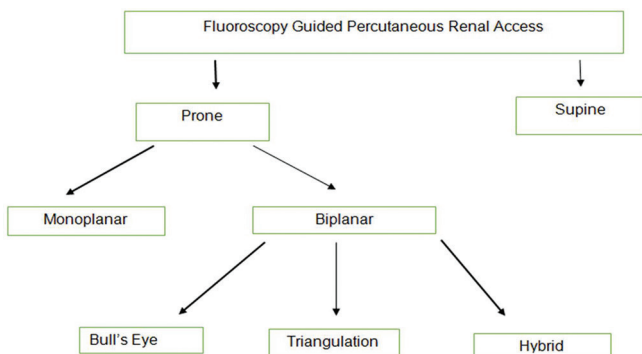 Fluoroscopy Guided Percutaneous Renal Access
Prone
Supine
Monoplanar
Biplanar
Bull's Eye
Triangulation
Hybrid